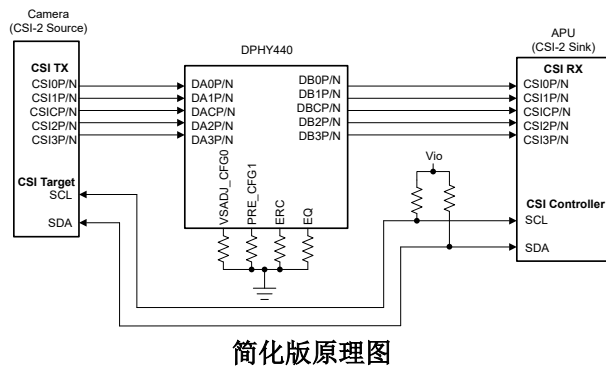 Camera
(CSI-2 Source)
CSI TX
CSI0P/N
CSI1P/N
CSICP/N
CSI2P/N
CSI3P/N
CSI Target
SCL
SDA
DPHY440
DA0P/N
DA1P/N
DACP/N
DA2P/N
DA3P/N
DB0P/N
DB1P/N
DBCP/N
DB2P/N
DB3P/N
VSADJ_CFG0
PRE_CFG1
ERC
EQ
Vio
APU
(CSI-2 Sink)
CSI RX
CSI0P/N
CSI1P/N
CSICP/N
CSI2P/N
CSI3P/N
CSI Controller
SCL
SDA
简化版原理图